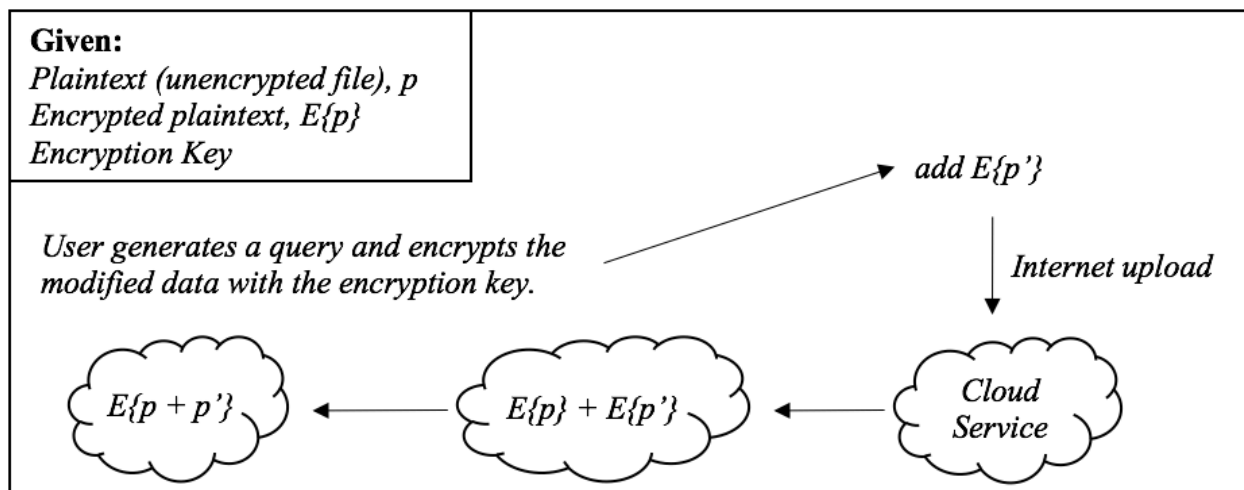 Given:
Plaintext (unencrypted file), p
Encrypted plaintext, E{p}
Encryption Key
add E{p’}
User generates a query and encrypts the
modified data with the encryption key.
Internet upload
E{p + p’}
E{p} + E{p’}
Cloud
Service